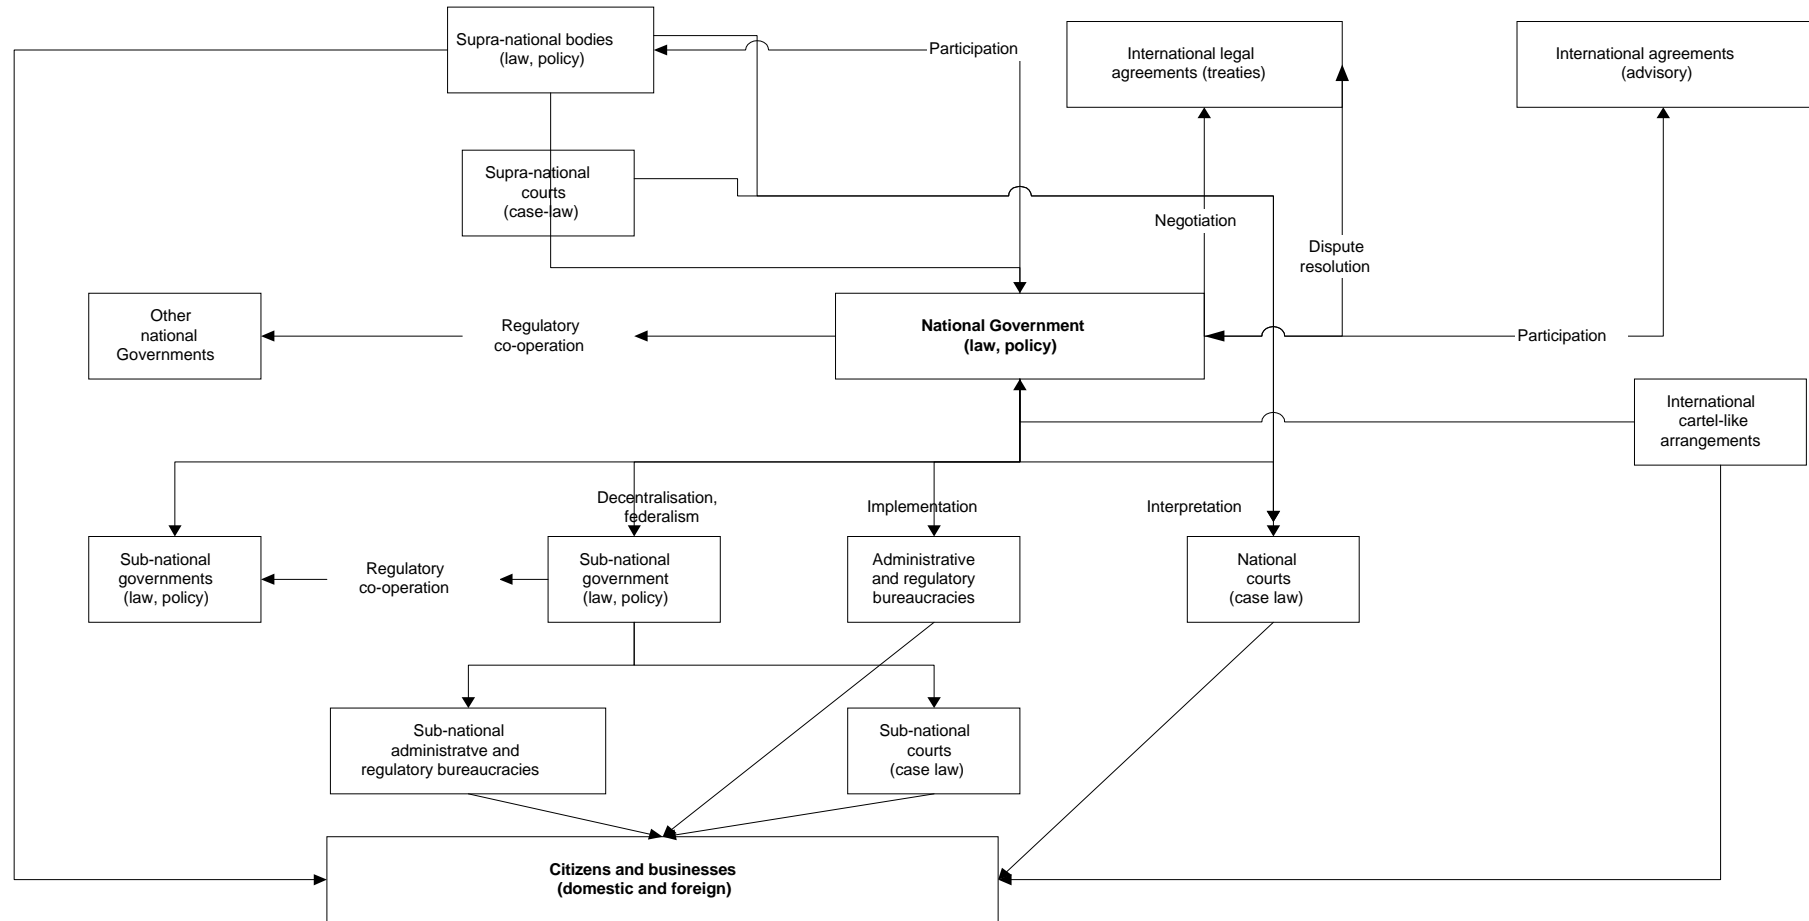 Supra-national bodies
(law, policy)
Participation
International legal
agreements (treaties)
International agreements
(advisory)
Supra-national
courts
(case-law)
Negotiation
Dispute
resolution
Other
national
Governments
Regulatory
co-operation
National Government
(law, policy)
Participation
International
cartel-like
arrangements
Decentralisation,
federalism
Implementation
Interpretation
Sub-national
governments
(law, policy)
Regulatory
co-operation
Sub-national
government
(law, policy)
Administrative
and regulatory
bureaucracies
National
courts
(case law)
Sub-national
administratve and
regulatory bureaucracies
Sub-national
courts
(case law)
Citizens and businesses
(domestic and foreign)